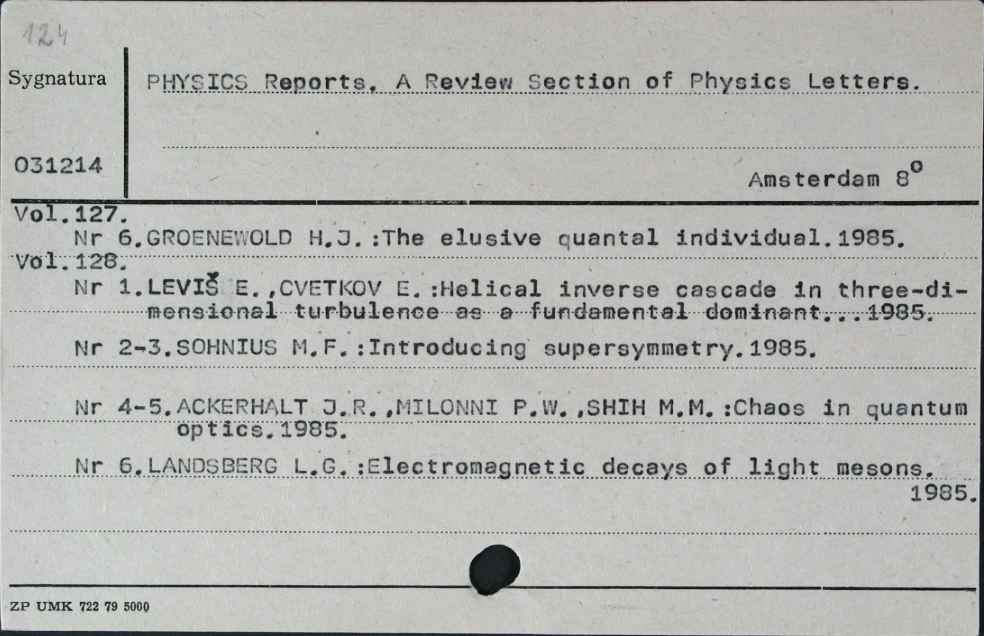 124
Sygnatura
PHYSICS Reports. A Review Section of Physics Letters.
031214
Amsterdam 8°
Vol.127.
Nr 6.GROENEWOLD H.J.:The elusive quantal individual.1985.
Vol.128.
Nr 1.LEVIŠ E.,CVETKOV E.:Helical inverse cascade in three-di-
mensional turbulence as a fundamental dominant...1985.
Nr 2-3.SOHNIUS M.F.:Introducing supersymmetry.1985.
Nr 4-5.ACKERHALT J.R.,MILONNI P.W.,SHIH M.M.:Chaos in quantum
optics.1985.
Nr 6.LANDSBERG L.G.:Electromagnetic decays of light mesons.
1985.
ZP UMK 722 79 5000